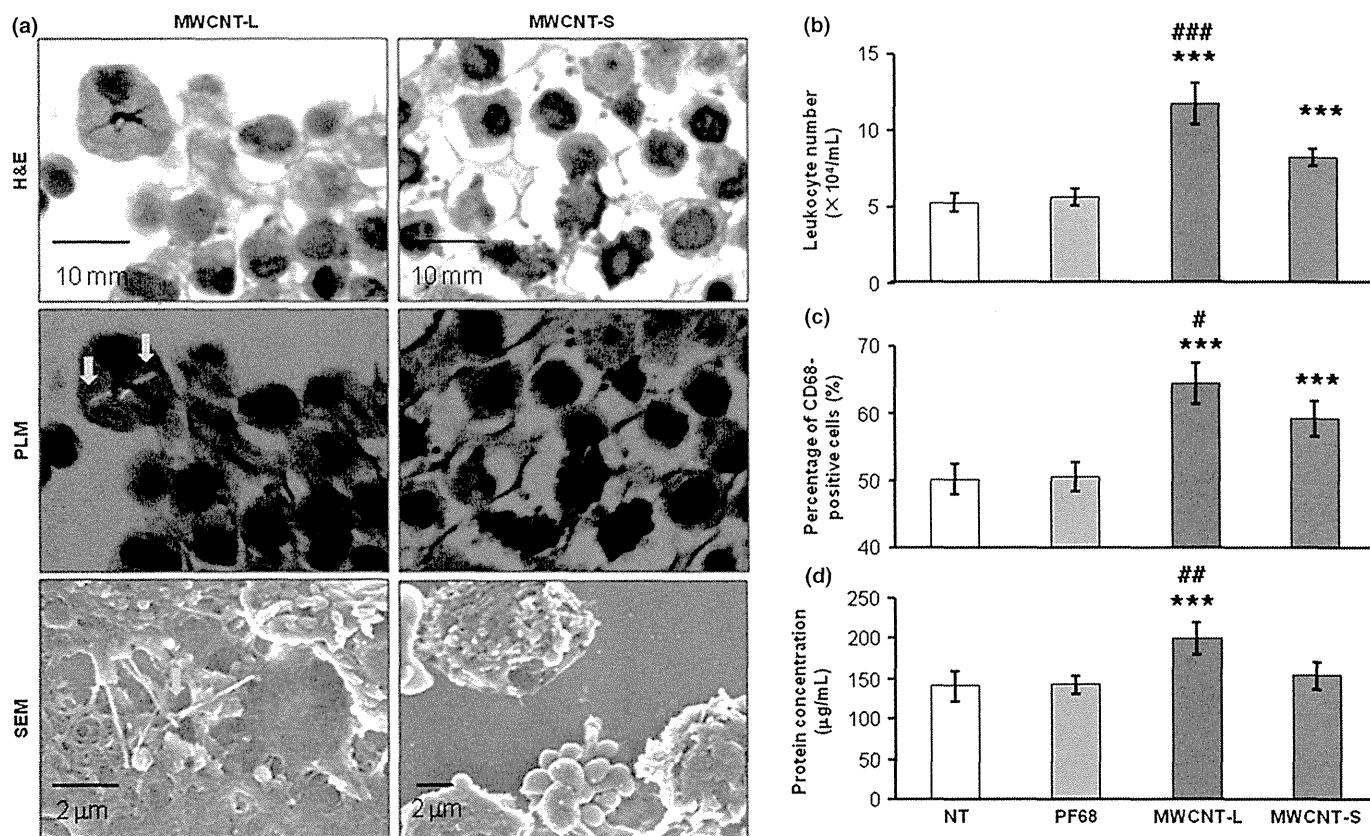 (a)
MWCNT-L
MWCNT-S
H&E
10 mm
10 mm
PLM
SEM
2 µm
2 µm
(b)
Leukocyte number
(× 10⁴/mL)
15
10
5
0
###
***
***
(c)
Percentage of CD68-
positive cells (%)
70
60
50
40
#
***
***
(d)
Protein concentration
(µg/mL)
250
200
150
100
50
0
##
***
NT
PF68
MWCNT-L
MWCNT-S